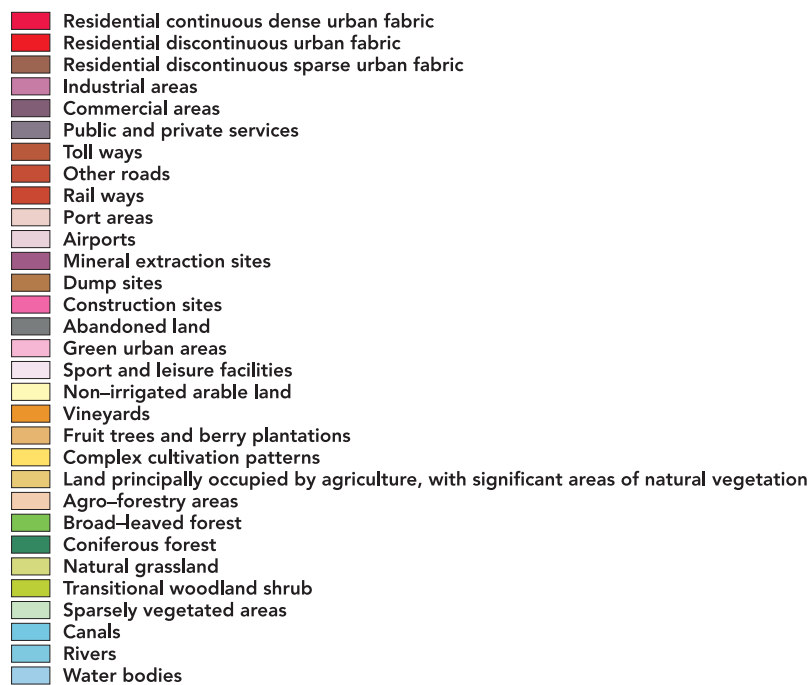 Residential continuous dense urban fabric
Residential discontinuous urban fabric
Residential discontinuous sparse urban fabric
Industrial areas
Commercial areas
Public and private services
Toll ways
Other roads
Rail ways
Port areas
Airports
Mineral extraction sites
Dump sites
Construction sites
Abandoned land
Green urban areas
Sport and leisure facilities
Non–irrigated arable land
Vineyards
Fruit trees and berry plantations
Complex cultivation patterns
Land principally occupied by agriculture, with significant areas of natural vegetation
Agro–forestry areas
Broad–leaved forest
Coniferous forest
Natural grassland
Transitional woodland shrub
Sparsely vegetated areas
Canals
Rivers
Water bodies